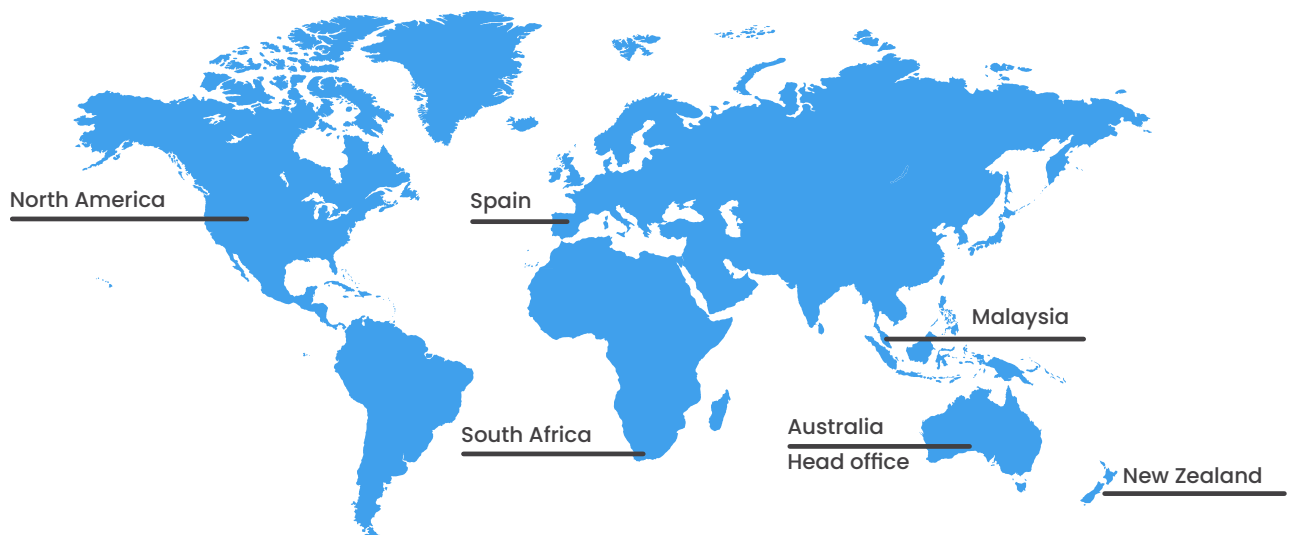 North America
Spain
Malaysia
South Africa
Australia
Head office
New Zealand